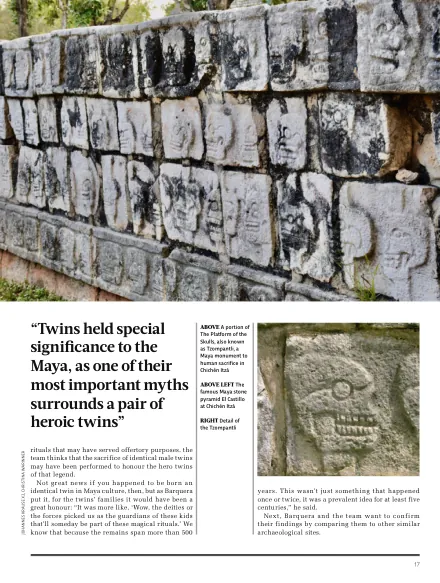 “Twins held special
significance to the
Maya, as one of their
most important myths
surrounds a pair of
heroic twins”
ABOVE A portion of
The Platform of the
Skulls, also known
as Tzompantli, a
Maya monument to
human sacrifice in
Chichén Itzá
ABOVE LEFT The
famous Maya stone
pyramid El Castillo
at Chichén Itzá
RIGHT Detail of
the Tzompantli
rituals that may have served offertory purposes, the
team thinks that the sacrifice of identical male twins
may have been performed to honour the hero twins
of that legend.
Not great news if you happened to be born an
identical twin in Maya culture, then, but as Barquera
put it, for the twins’ families it would have been a
great honour: “It was more like, ‘Wow, the deities or
the forces picked us as the guardians of these kids
that’ll someday be part of these magical rituals.’ We
know that because the remains span more than 500
years. This wasn’t just something that happened
once or twice, it was a prevalent idea for at least five
centuries,” he said.
Next, Barquera and the team want to confirm
their findings by comparing them to other similar
archaeological sites.
17